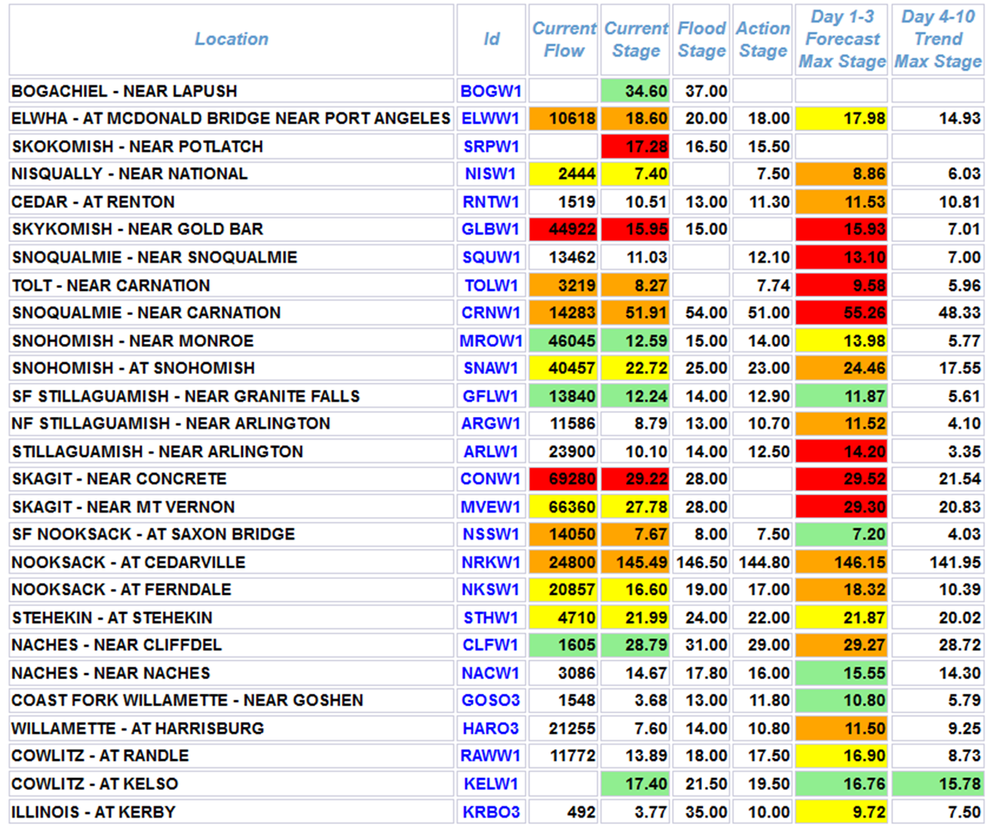 Location Id Current Flow Current Stage Flood Stage Action Stage Day 1-3 Forecast Max Stage Day 4-10 Trend Max Stage
BOGACHIEL - NEAR LAPUSH BOGW1 34.60 37.00
ELWHA - AT MCDONALD BRIDGE NEAR PORT ANGELES ELWW1 10618 18.60 20.00 18.00 17.98 14.93
SKOKOMISH - NEAR POTLATCH SRPW1 17.28 16.50 15.50
NISQUALLY - NEAR NATIONAL NISW1 2444 7.40 7.50 8.86 6.03
CEDAR - AT RENTON RNTW1 1519 10.51 13.00 11.30 11.53 10.81
SKYKOMISH - NEAR GOLD BAR GLBW1 44922 15.95 15.00 15.93 7.01
SNOQUALMIE - NEAR SNOQUALMIE SQUW1 13462 11.03 12.10 13.10 7.00
TOLT - NEAR CARNATION TOLW1 3219 8.27 7.74 9.58 5.96
SNOQUALMIE - NEAR CARNATION CRNW1 14283 51.91 54.00 51.00 55.26 48.33
SNOHOMISH - NEAR MONROE MROW1 46045 12.59 15.00 14.00 13.98 5.77
SNOHOMISH - AT SNOHOMISH SNAW1 40457 22.72 25.00 23.00 24.46 17.55
SF STILLAGUAMISH - NEAR GRANITE FALLS GFLW1 13840 12.24 14.00 12.90 11.87 5.61
NF STILLAGUAMISH - NEAR ARLINGTON ARGW1 11586 8.79 13.00 10.70 11.52 4.10
STILLAGUAMISH - NEAR ARLINGTON ARLW1 23900 10.10 14.00 12.50 14.20 3.35
SKAGIT - NEAR CONCRETE CONW1 69280 29.22 28.00 29.52 21.54
SKAGIT - NEAR MT VERNON MVEW1 66360 27.78 28.00 29.30 20.83
SF NOOKSACK - AT SAXON BRIDGE NSSW1 14050 7.67 8.00 7.50 7.20 4.03
NOOKSACK - AT CEDARVILLE NRKW1 24800 145.49 146.50 144.80 146.15 141.95
NOOKSACK - AT FERNDALE NKSW1 20857 16.60 19.00 17.00 18.32 10.39
STEHEKIN - AT STEHEKIN STHW1 4710 21.99 24.00 22.00 21.87 20.02
NACHES - NEAR CLIFFDEL CLFW1 1605 28.79 31.00 29.00 29.27 28.72
NACHES - NEAR NACHES NACW1 3086 14.67 17.80 16.00 15.55 14.30
COAST FORK WILLAMETTE - NEAR GOSHEN GOSO3 1548 3.68 13.00 11.80 10.80 5.79
WILLAMETTE - AT HARRISBURG HARO3 21255 7.60 14.00 10.80 11.50 9.25
COWLITZ - AT RANDLE RAWW1 11772 13.89 18.00 17.50 16.90 8.73
COWLITZ - AT KELSO KELW1 17.40 21.50 19.50 16.76 15.78
ILLINOIS - AT KERBY KRBO3 492 3.77 35.00 10.00 9.72 7.50